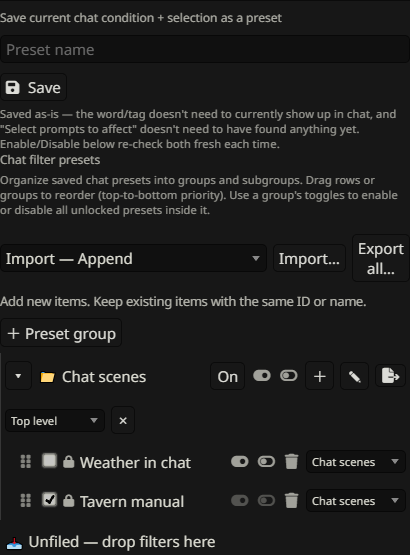 Save current chat condition + selection as a preset
Preset name
Save
Saved as-is — the word/tag doesn't need to currently show up in chat, and
"Select prompts to affect" doesn't need to have found anything yet.
Enable/Disable below re-check both fresh each time.
Chat filter presets
Organize saved chat presets into groups and subgroups. Drag rows or
groups to reorder (top-to-bottom priority). Use a group's toggles to enable
or disable all unlocked presets inside it.
Import — Append
Import...
Export
all...
Add new items. Keep existing items with the same ID or name.
+ Preset group
Chat scenes
On
Top level
Weather in chat
Chat scenes
Tavern manual
Chat scenes
Unfiled — drop filters here